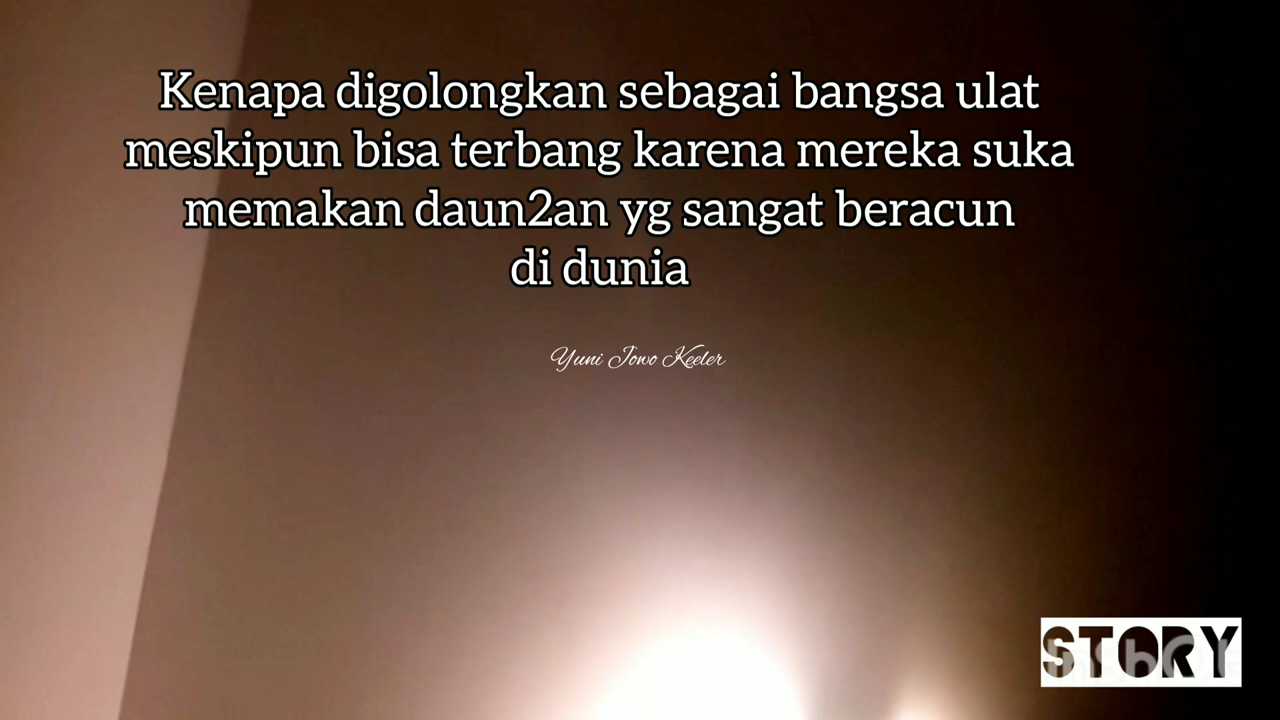 Kenapa digolongkan sebagai bangsa ulat
meskipun bisa terbang karena mereka suka
memakan daun2an yg sangat beracun
di dunia
Yuni Jowo Keeler
STORY
InShOt